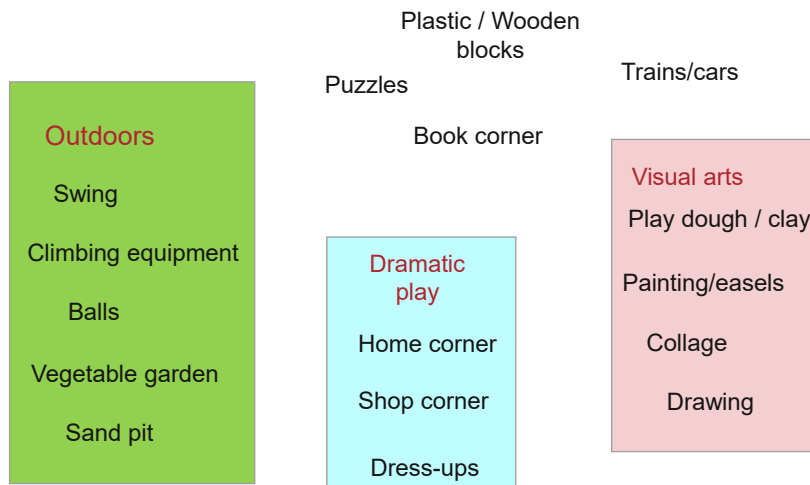 Plastic / Wooden
blocks
Puzzles
Trains/cars
Book corner
Outdoors
Swing
Climbing equipment
Balls
Vegetable garden
Sand pit
Dramatic
play
Home corner
Shop corner
Dress-ups
Visual arts
Play dough / clay
Painting/easels
Collage
Drawing